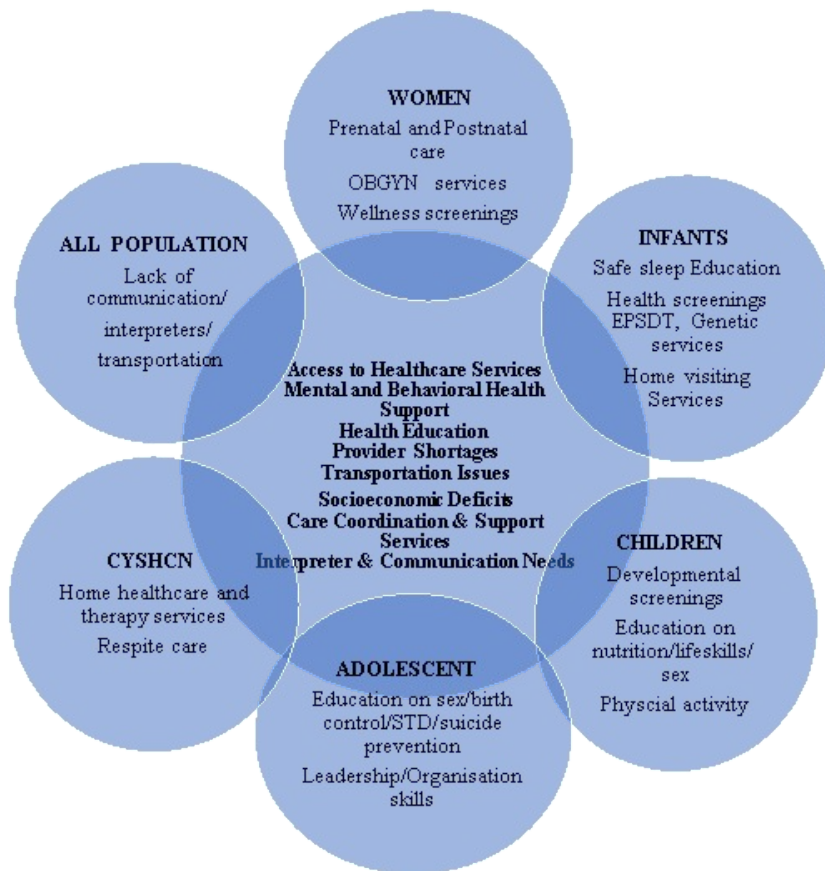 WOMEN
Prenatal and Postnatal
care
OBGYN services
Wellness screenings
ALL POPULATION
Lack of
communication/
interpreters/
transportation
INFANTS
Safe sleep Education
Health screenings
EPSDT, Genetic
services
Home visiting
Services
Access to Healthcare Services
Mental and Behavioral Health
Support
Health Education
Provider Shortages
Transportation Issues
Socioeconomic Deficits
Care Coordination & Support
Services
Interpreter & Communication Needs
CYSHCN
Home healthcare and
therapy services
Respite care
CHILDREN
Developmental
screenings
Education on
nutrition/lifeskills/
sex
Physcial activity
ADOLESCENT
Education on sex/birth
control/STD/suicide
prevention
Leadership/Organisation
skills